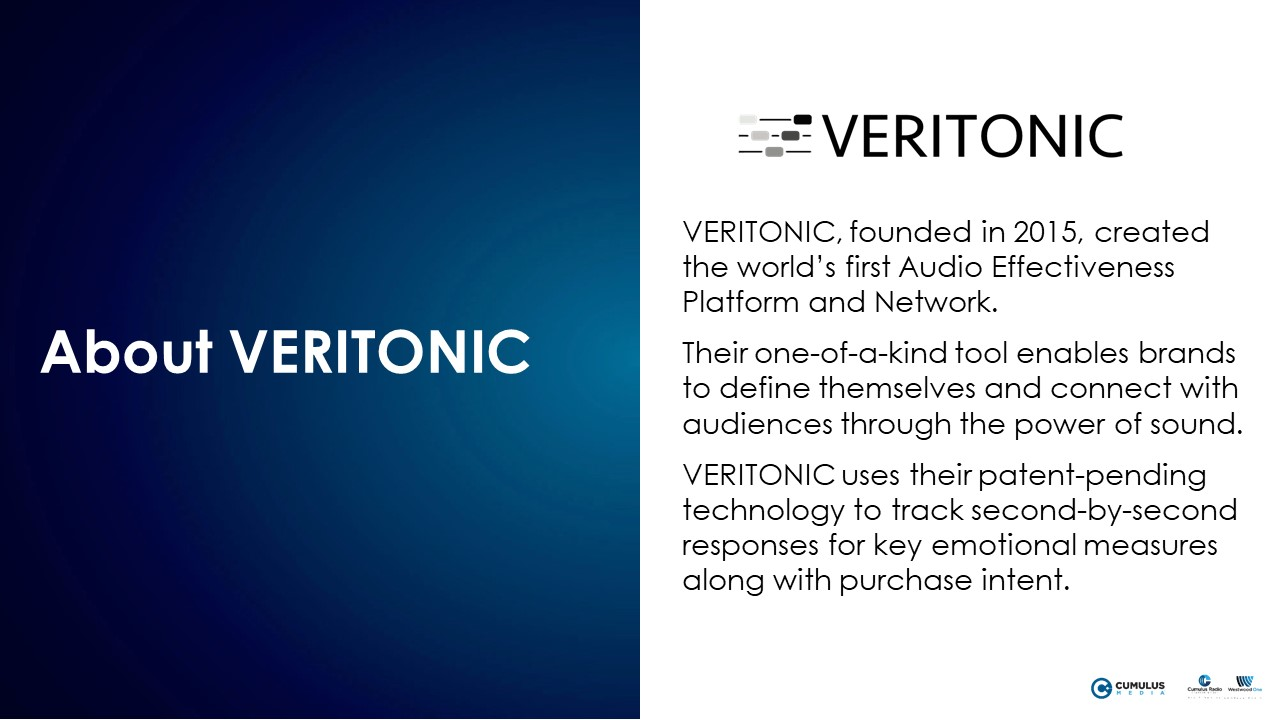 About VERITONIC
VERITONIC
VERITONIC, founded in 2015, created
the world's first Audio Effectiveness
Platform and Network.
Their one-of-a-kind tool enables brands
to define themselves and connect with
audiences through the power of sound.
VERITONIC uses their patent-pending
technology to track second-by-second
responses for key emotional measures
along with purchase intent.
CUMULUS
MEDIA
Cumulus Radio
Westwood One